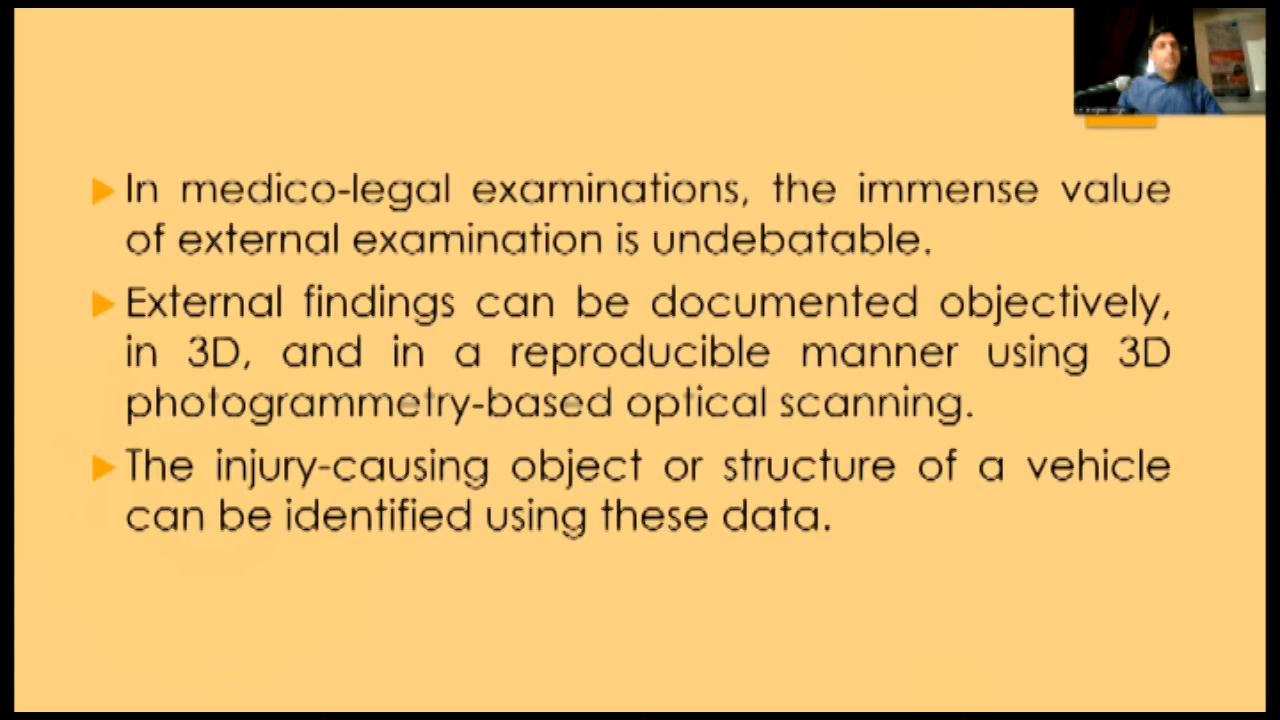 In medico-legal examinations, the immense value
of external examination is undebatable.
External findings can be documented objectively,
in 3D, and in a reproducible manner using 3D
photogrammetry-based optical scanning.
The injury-causing object or structure of a vehicle
can be identified using these data.